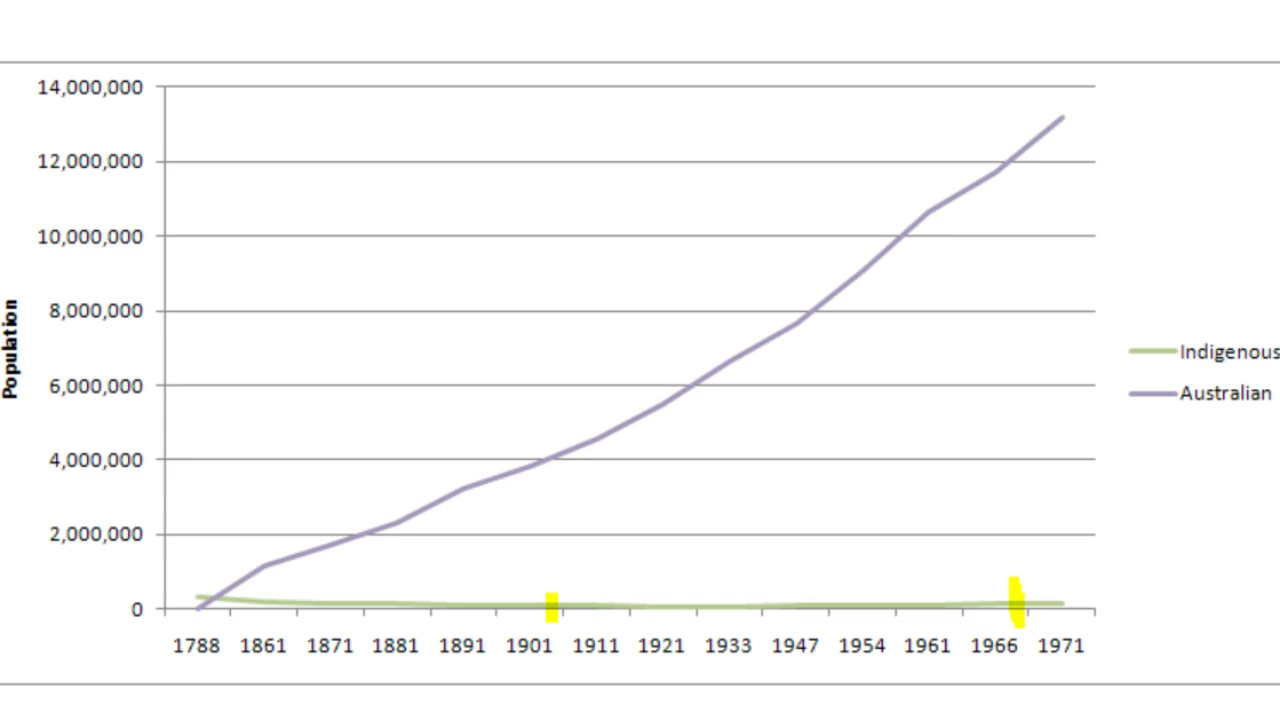 14,000,000
12,000,000
10,000,000
8,000,000
6,000,000
4,000,000
2,000,000
0
Population
1788 1861 1871 1881 1891 1901 1911 1921 1933 1947 1954 1961 1966 1971
Indigenous
Australian